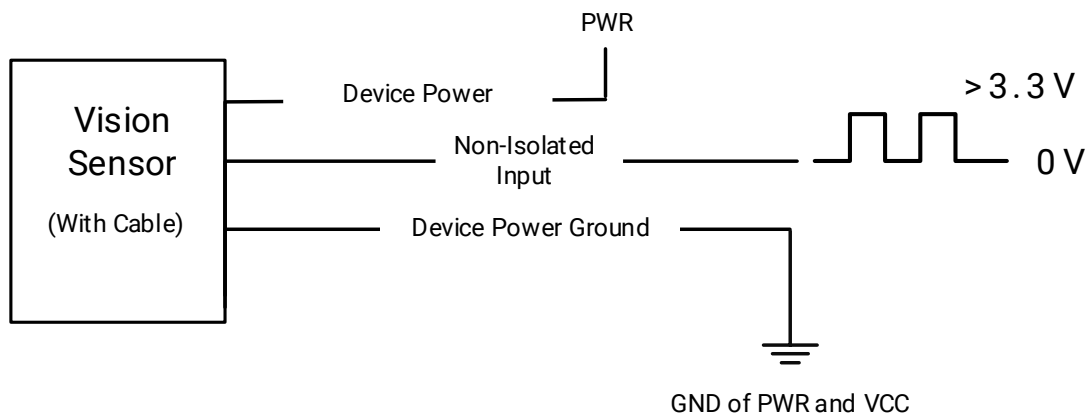 PWR
Device Power
> 3.3 V
Vision
Sensor
(With Cable)
Non-Isolated
Input
0 V
Device Power Ground
GND of PWR and VCC